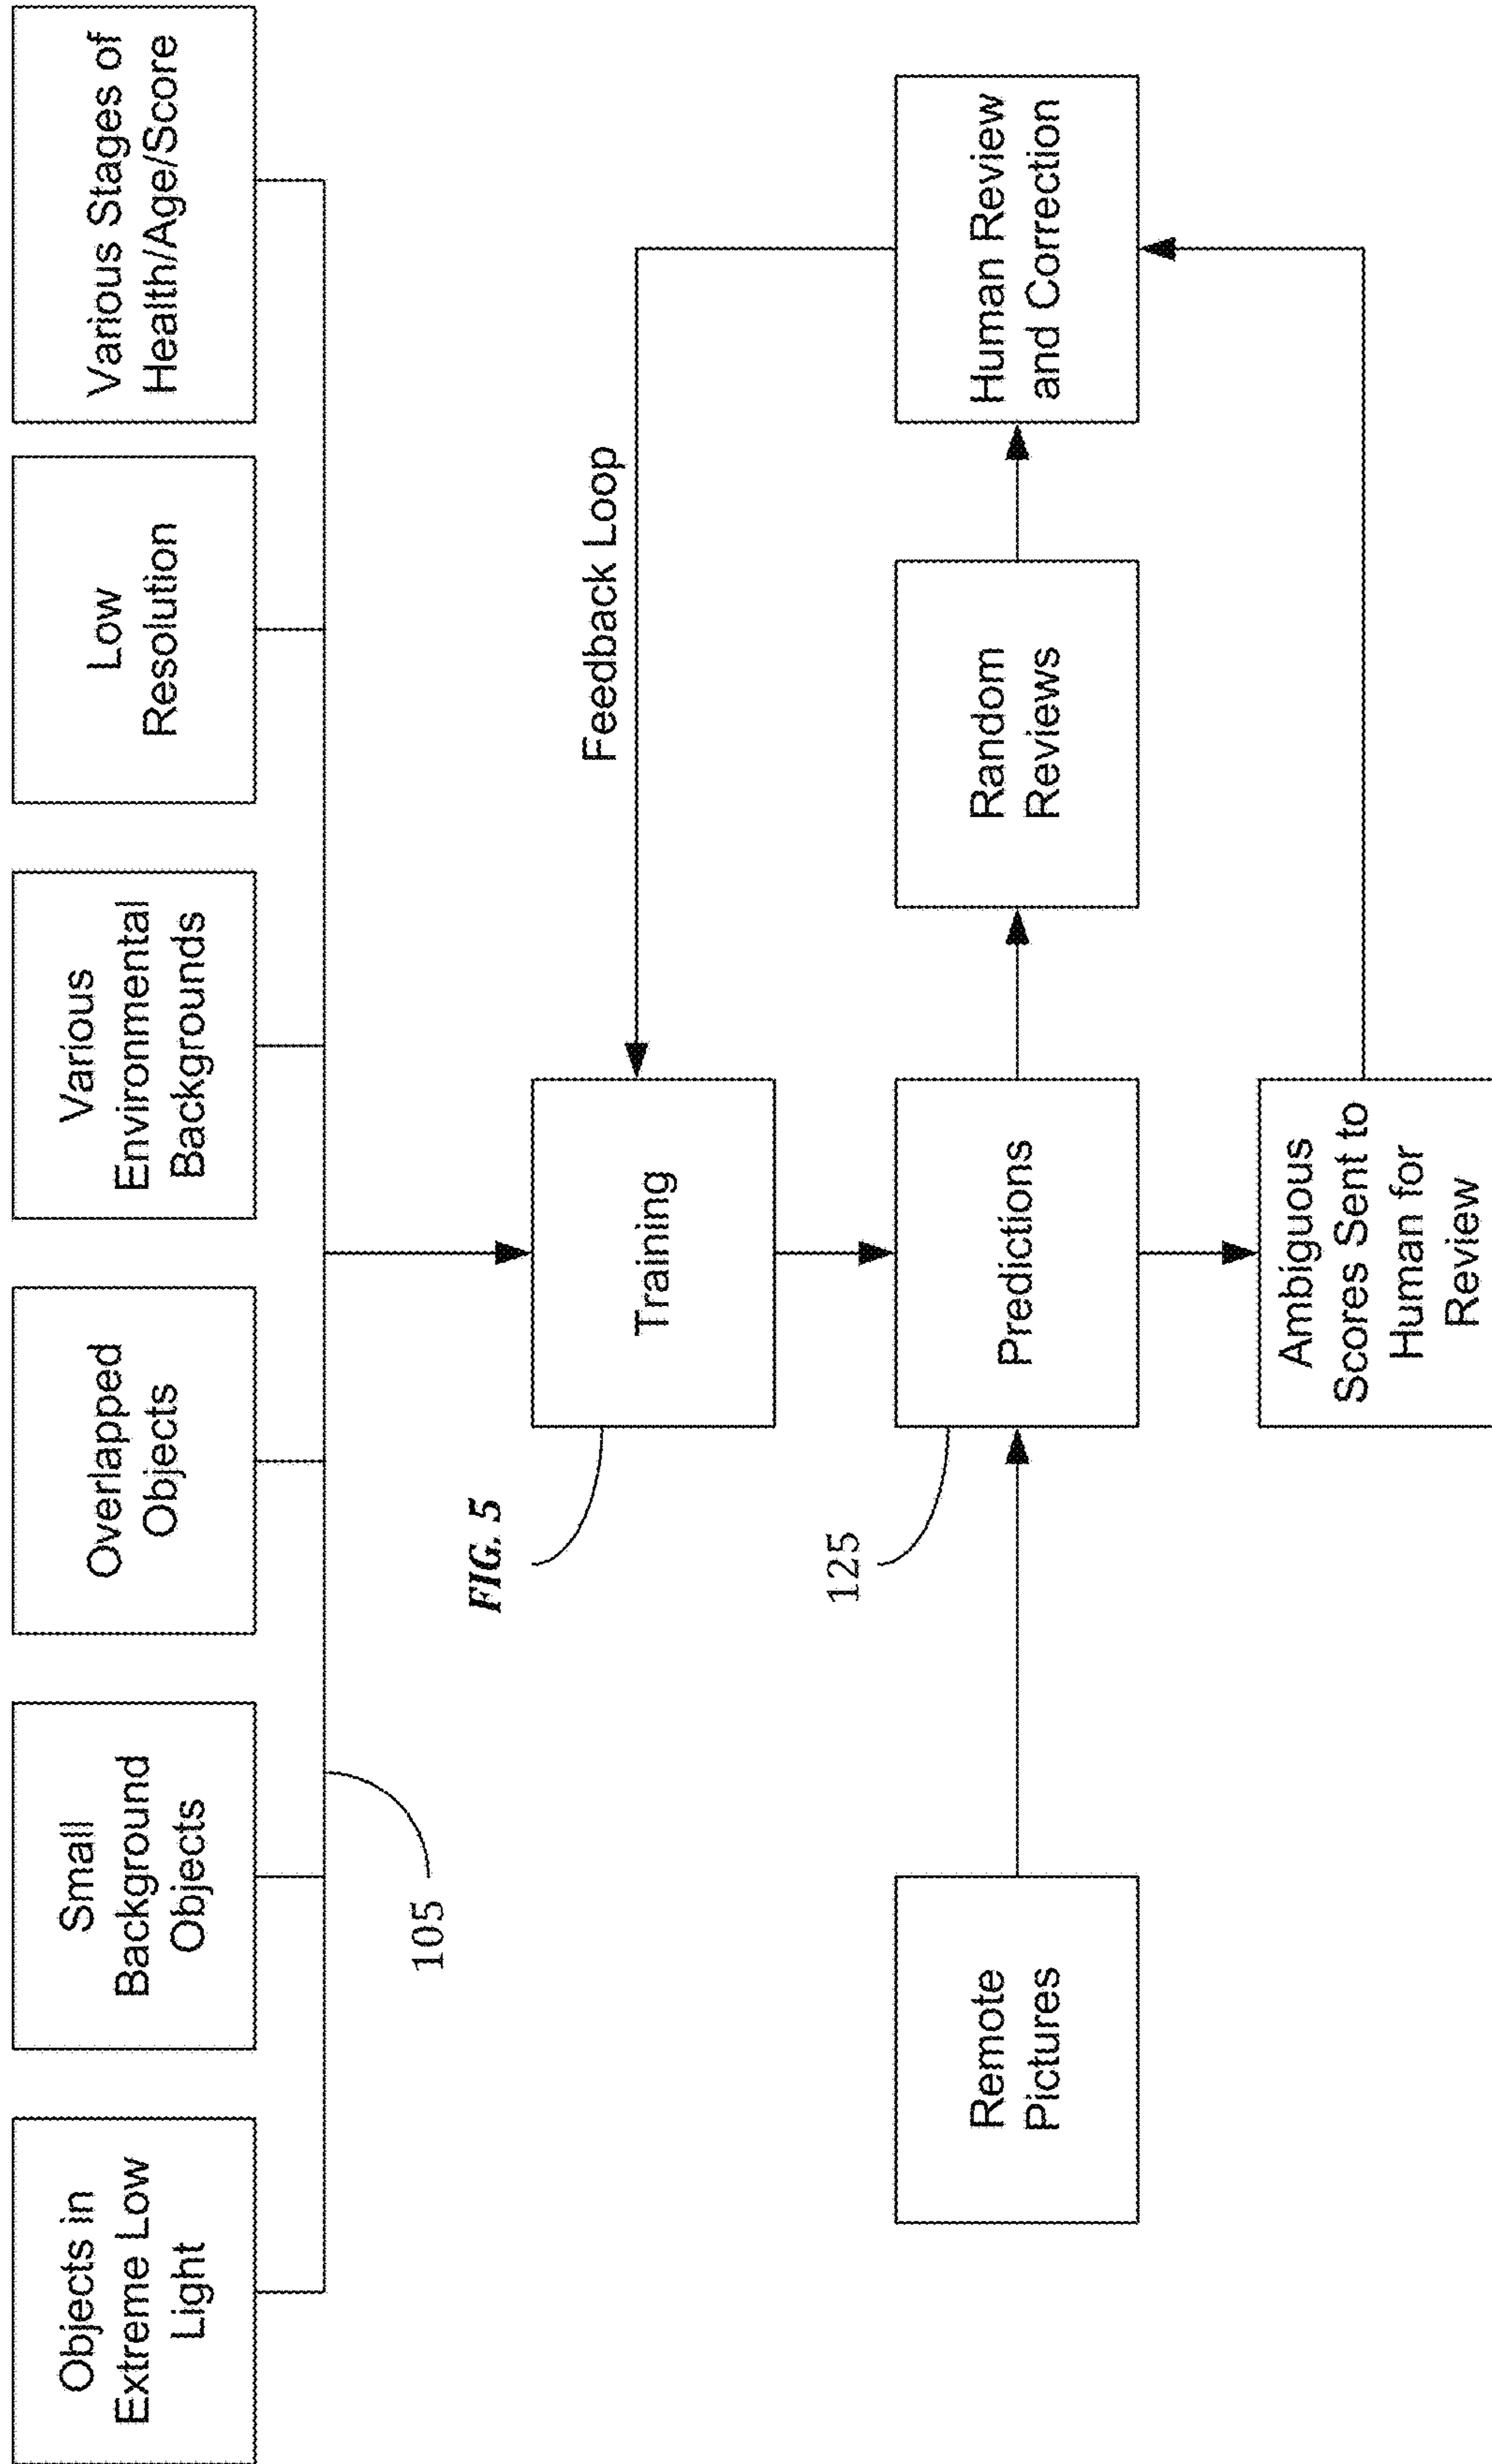 Objects in
Extreme Low
Light
Small
Background
Objects
Overlapped
Objects
Various
Environmental
Backgrounds
Low
Resolution
Various Stages of
Health/Age/Score
105
Feedback Loop
FIG. 5
Training
125
Remote
Pictures
Predictions
Random
Reviews
Human Review
and Correction
Ambiguous
Scores Sent to
Human for
Review